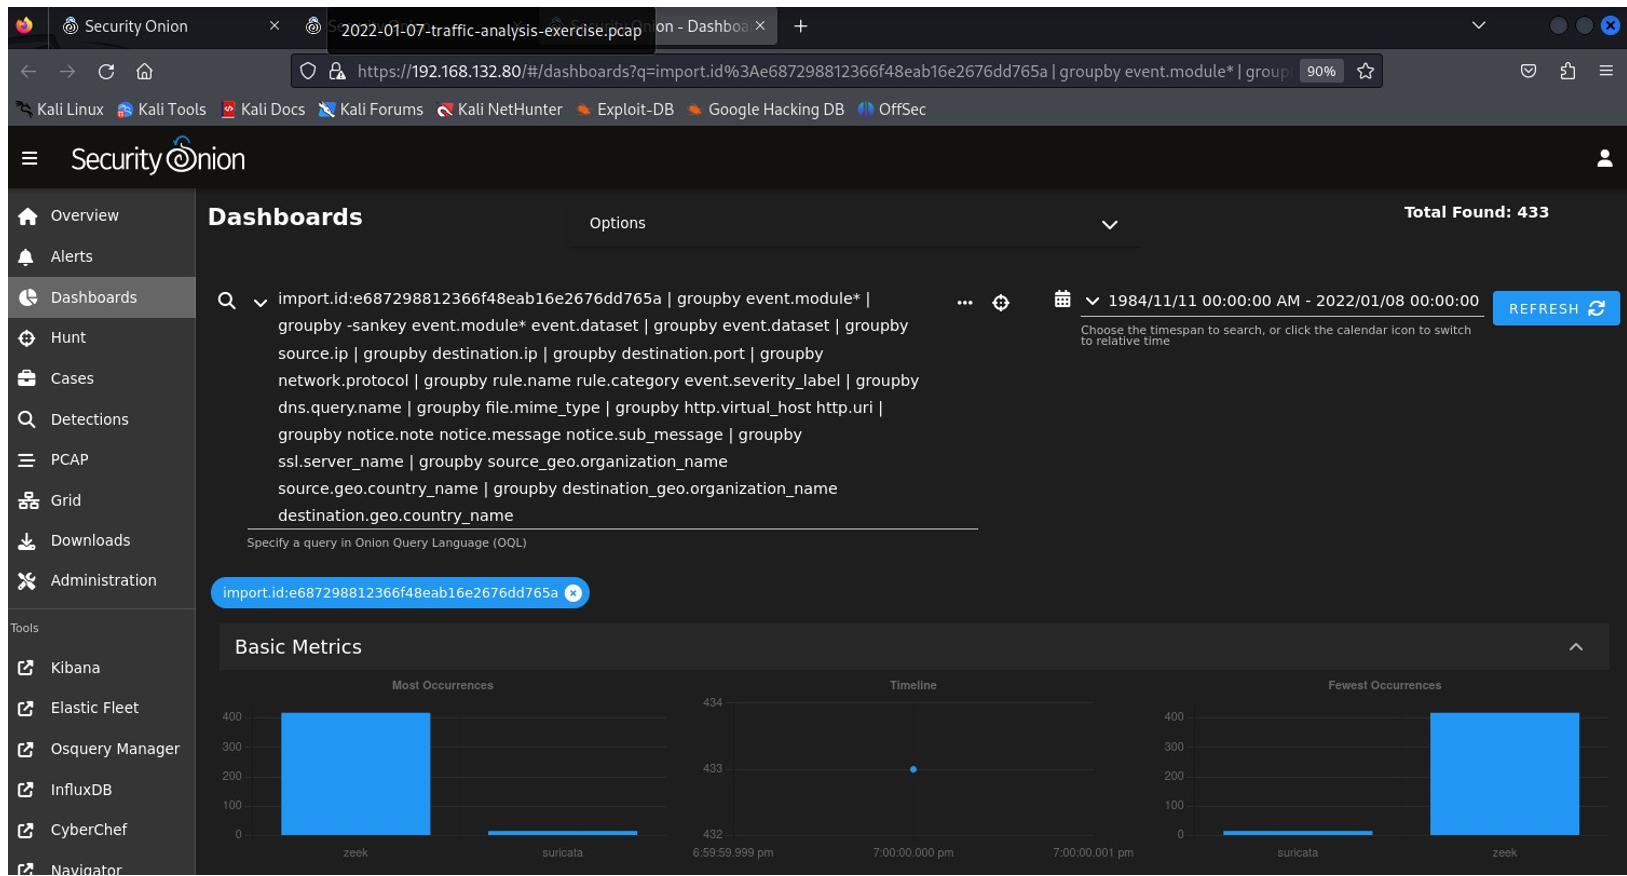 Security Onion
2022-01-07-traffic-analysis-exercise.pcap
on - Dashboa
https://192.168.132.80/#/dashboards?q=import.id%3Ae687298812366f48eab16e2676dd765a | groupby event.module* | group
90%
Kali Linux
Kali Tools
Kali Docs
Kali Forums
Kali NetHunter
Exploit-DB
Google Hacking DB
OffSec
Security Onion
Overview
Alerts
Dashboards
Hunt
Cases
Detections
PCAP
Grid
Downloads
Administration
Tools
Kibana
Elastic Fleet
Osquery Manager
InfluxDB
CyberChef
Navigator
Dashboards
Options
Total Found: 433
import.id:e687298812366f48eab16e2676dd765a | groupby event.module* |
groupby -sankey event.module* event.dataset | groupby event.dataset | groupby
source.ip | groupby destination.ip | groupby destination.port | groupby
network.protocol | groupby rule.name rule.category event.severity_label | groupby
dns.query.name | groupby file.mime_type | groupby http.virtual_host http.uri |
groupby notice.note notice.message notice.sub_message | groupby
ssl.server_name | groupby source_geo.organization_name
source.geo.country_name | groupby destination_geo.organization_name
destination.geo.country_name
Specify a query in Onion Query Language (OQL)
1984/11/11 00:00:00 AM - 2022/01/08 00:00:00
REFRESH
Choose the timespan to search, or click the calendar icon to switch
to relative time
import.id:e687298812366f48eab16e2676dd765a
Basic Metrics
Most Occurrences
400
300
200
100
0
zeek
suricata
Timeline
434
433
432
6:59:59.999 pm
7:00:00.000 pm
7:00:00.001 pm
Fewest Occurrences
400
300
200
100
0
suricata
zeek